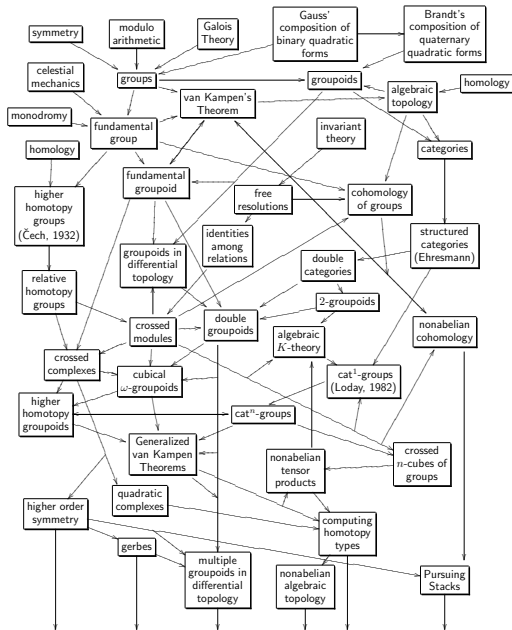 symmetry
modulo
arithmetic
Galois
Theory
Gauss'
composition of
binary quadratic
forms
Brandt's
composition of
quaternary
quadratic forms
celestial
mechanics
groups
groupoids
algebraic
topology
homology
van Kampen's
Theorem
monodromy
fundamental
group
invariant
theory
categories
homology
fundamental
groupoid
free
resolutions
cohomology
of groups
higher
homotopy
groups
(Čech, 1932)
identities
among
relations
structured
categories
(Ehresmann)
groupoids in
differential
topology
double
categories
relative
homotopy
groups
2-groupoids
crossed
modules
double
groupoids
algebraic
K-theory
nonabelian
cohomology
crossed
complexes
cubical
ω-groupoids
cat¹-groups
(Loday, 1982)
higher
homotopy
groupoids
catⁿ-groups
Generalized
van Kampen
Theorems
nonabelian
tensor
products
crossed
n-cubes of
groups
quadratic
complexes
higher order
symmetry
computing
homotopy
types
gerbes
multiple
groupoids in
differential
topology
nonabelian
algebraic
topology
Pursuing
Stacks